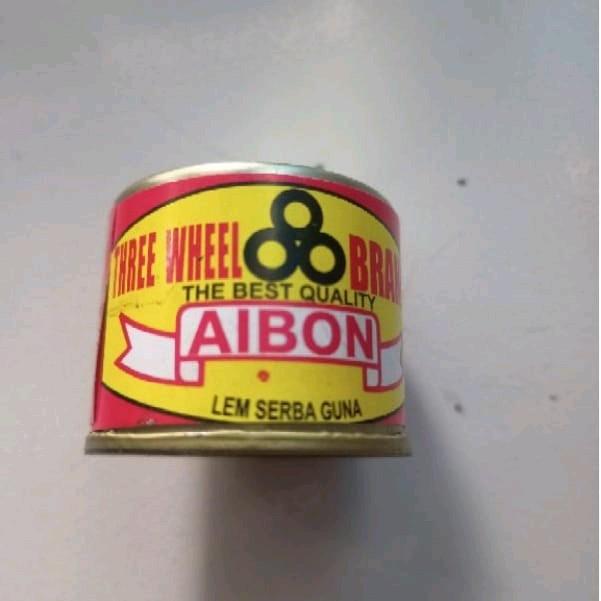 THREE WHEEL
THE BEST QUALITY
AIBON
LEM SERBA GUNA